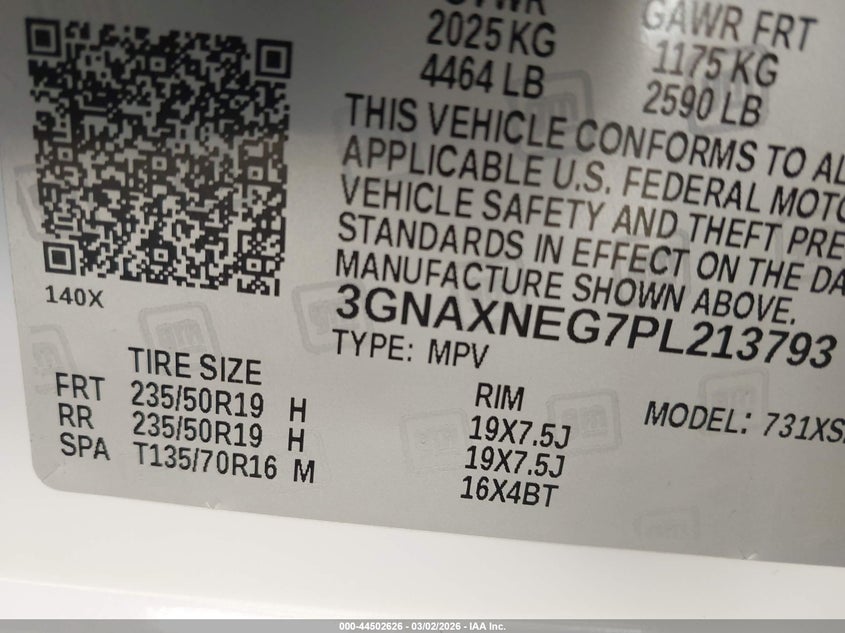 GVWR
2025 KG
4464 LB
GAWR FRT
1175 KG
2590 LB
THIS VEHICLE CONFORMS TO AL
APPLICABLE U.S. FEDERAL MOTO
VEHICLE SAFETY AND THEFT PRE
STANDARDS IN EFFECT ON THE DA
MANUFACTURE SHOWN ABOVE.
3GNAXNEG7PL213793
TYPE: MPV
140X
TIRE SIZE
FRT 235/50R19 H
RR 235/50R19 H
SPA T135/70R16 M
RIM
19X7.5J
19X7.5J
16X4BT
MODEL: 731XS
000-44502626 - 03/02/2026 - IAA Inc.